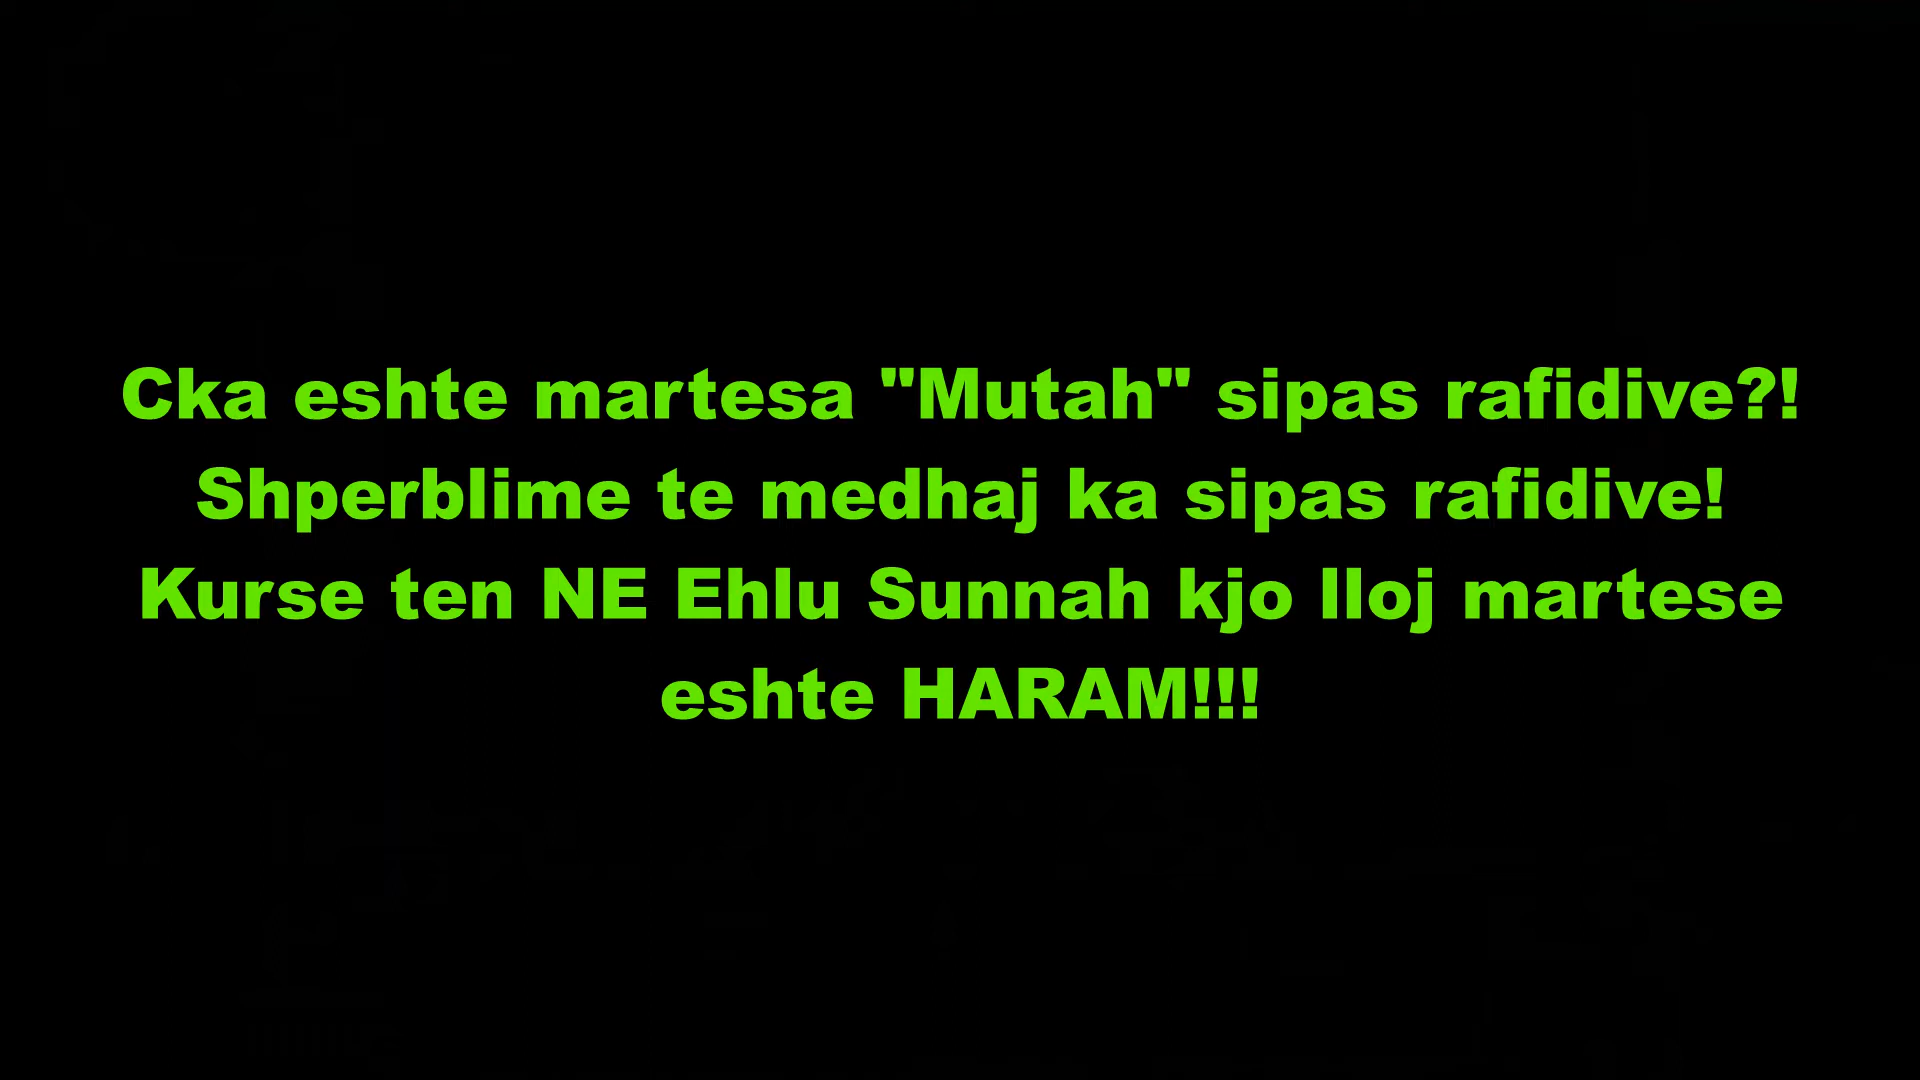 Cka eshte martesa "Mutah" sipas rafidive?!
Shperblime te medhaj ka sipas rafidive!
Kurse ten NE Ehlu Sunnah kjo lloj martese
eshte HARAM!!!